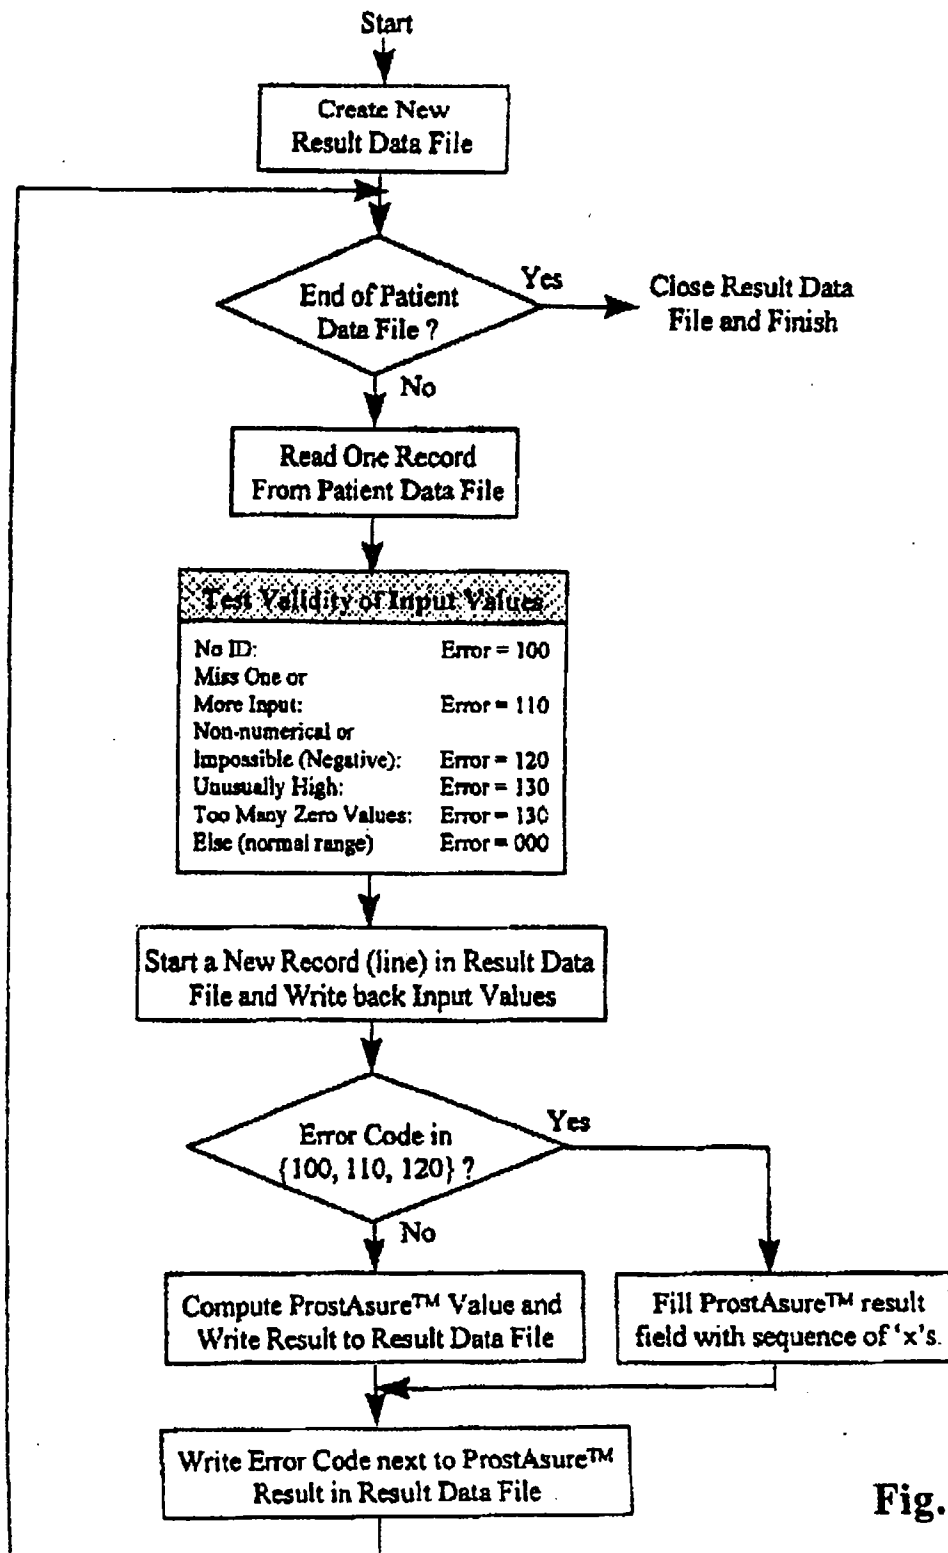 Start
Create New
Result Data File
End of Patient
Data File ?
Yes
Close Result Data
File and Finish
No
Read One Record
From Patient Data File
Test Validity of Input Values
No ID: Error = 100
Miss One or
More Input: Error = 110
Non-numerical or
Impossible (Negative): Error = 120
Unusually High: Error = 130
Too Many Zero Values: Error = 130
Else (normal range) Error = 000
Start a New Record (line) in Result Data
File and Write back Input Values
Error Code in
{100, 110, 120} ?
Yes
No
Compute ProstAsure™ Value and
Write Result to Result Data File
Fill ProstAsure™ result
field with sequence of ‘x’s.
Write Error Code next to ProstAsure™
Result in Result Data File
Fig.